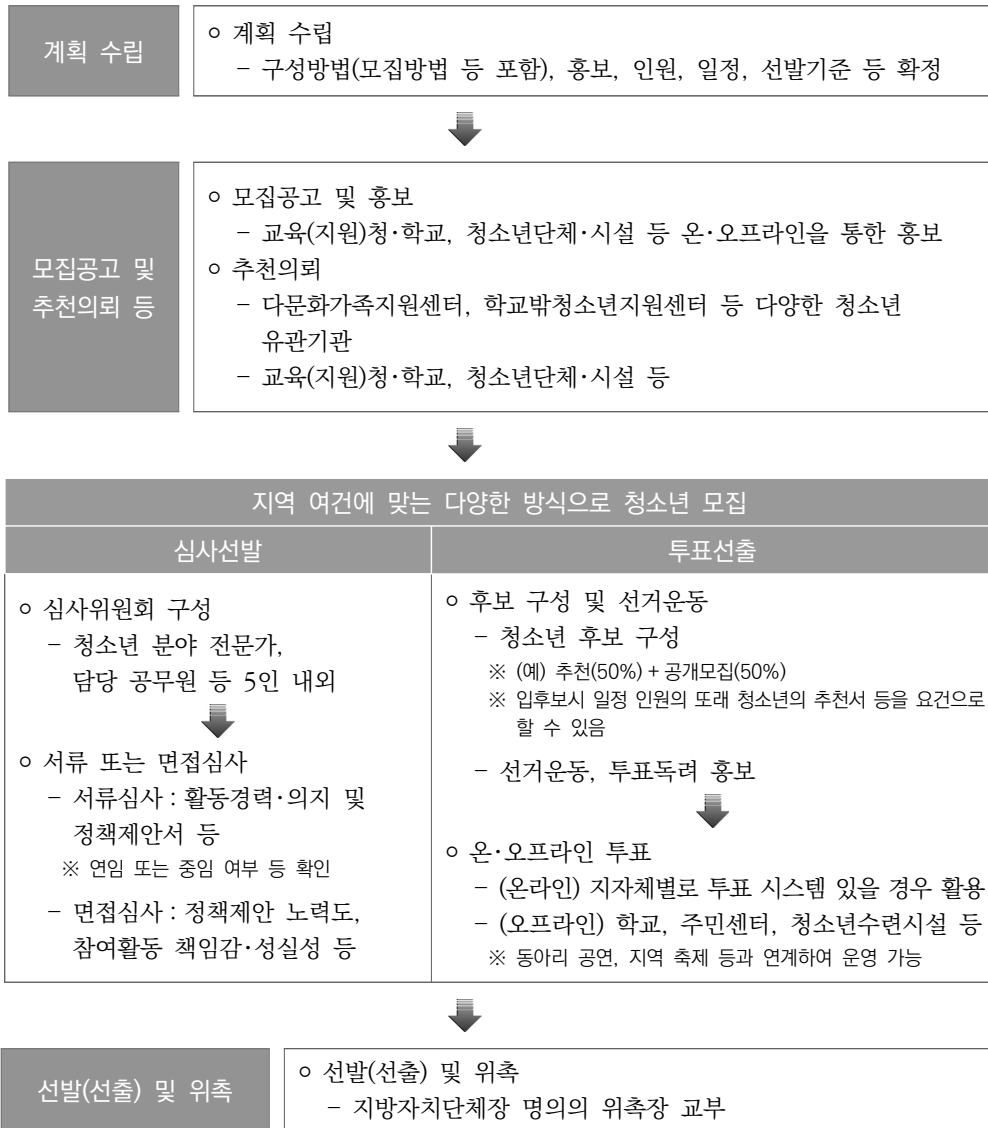 계획 수립
ㅇ 계획 수립
- 구성방법(모집방법 등 포함), 홍보, 인원, 일정, 선발기준 등 확정
모집공고 및
추천의뢰 등
ㅇ 모집공고 및 홍보
- 교육(지원)청·학교, 청소년단체·시설 등 온·오프라인을 통한 홍보
ㅇ 추천의뢰
- 다문화가족지원센터, 학교밖청소년지원센터 등 다양한 청소년
유관기관
- 교육(지원)청·학교, 청소년단체·시설 등
지역 여건에 맞는 다양한 방식으로 청소년 모집
심사선발
ㅇ 심사위원회 구성
- 청소년 분야 전문가,
담당 공무원 등 5인 내외
ㅇ 서류 또는 면접심사
- 서류심사 : 활동경력·의지 및
정책제안서 등
※ 연임 또는 중임 여부 등 확인
- 면접심사 : 정책제안 노력도,
참여활동 책임감·성실성 등
투표선출
ㅇ 후보 구성 및 선거운동
- 청소년 후보 구성
※ (예) 추천(50%) + 공개모집(50%)
※ 입후보시 일정 인원의 또래 청소년의 추천서 등을 요건으로
할 수 있음
- 선거운동, 투표독려 홍보
ㅇ 온·오프라인 투표
- (온라인) 지자체별로 투표 시스템 있을 경우 활용
- (오프라인) 학교, 주민센터, 청소년수련시설 등
※ 동아리 공연, 지역 축제 등과 연계하여 운영 가능
선발(선출) 및 위촉
ㅇ 선발(선출) 및 위촉
- 지방자치단체장 명의의 위촉장 교부